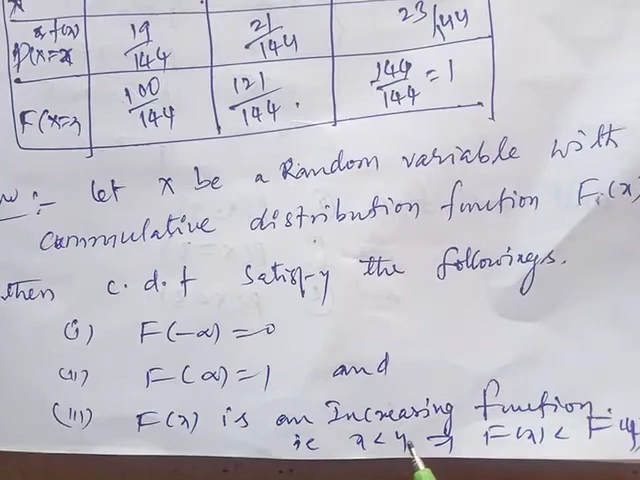 x
P(X=x 19/144 21/144 23/144
F(X=x 100/144 121/144. 144/144 = 1
:- let x be a Random variable with
Cummulative distribution function F(x)
then c.d.f satisfy the followings.
(i) F(-∞) = 0
(ii) F(∞) = 1 and
(iii) F(x) is an Increasing function.
ie x < y ⇒ F(x) < F(y)